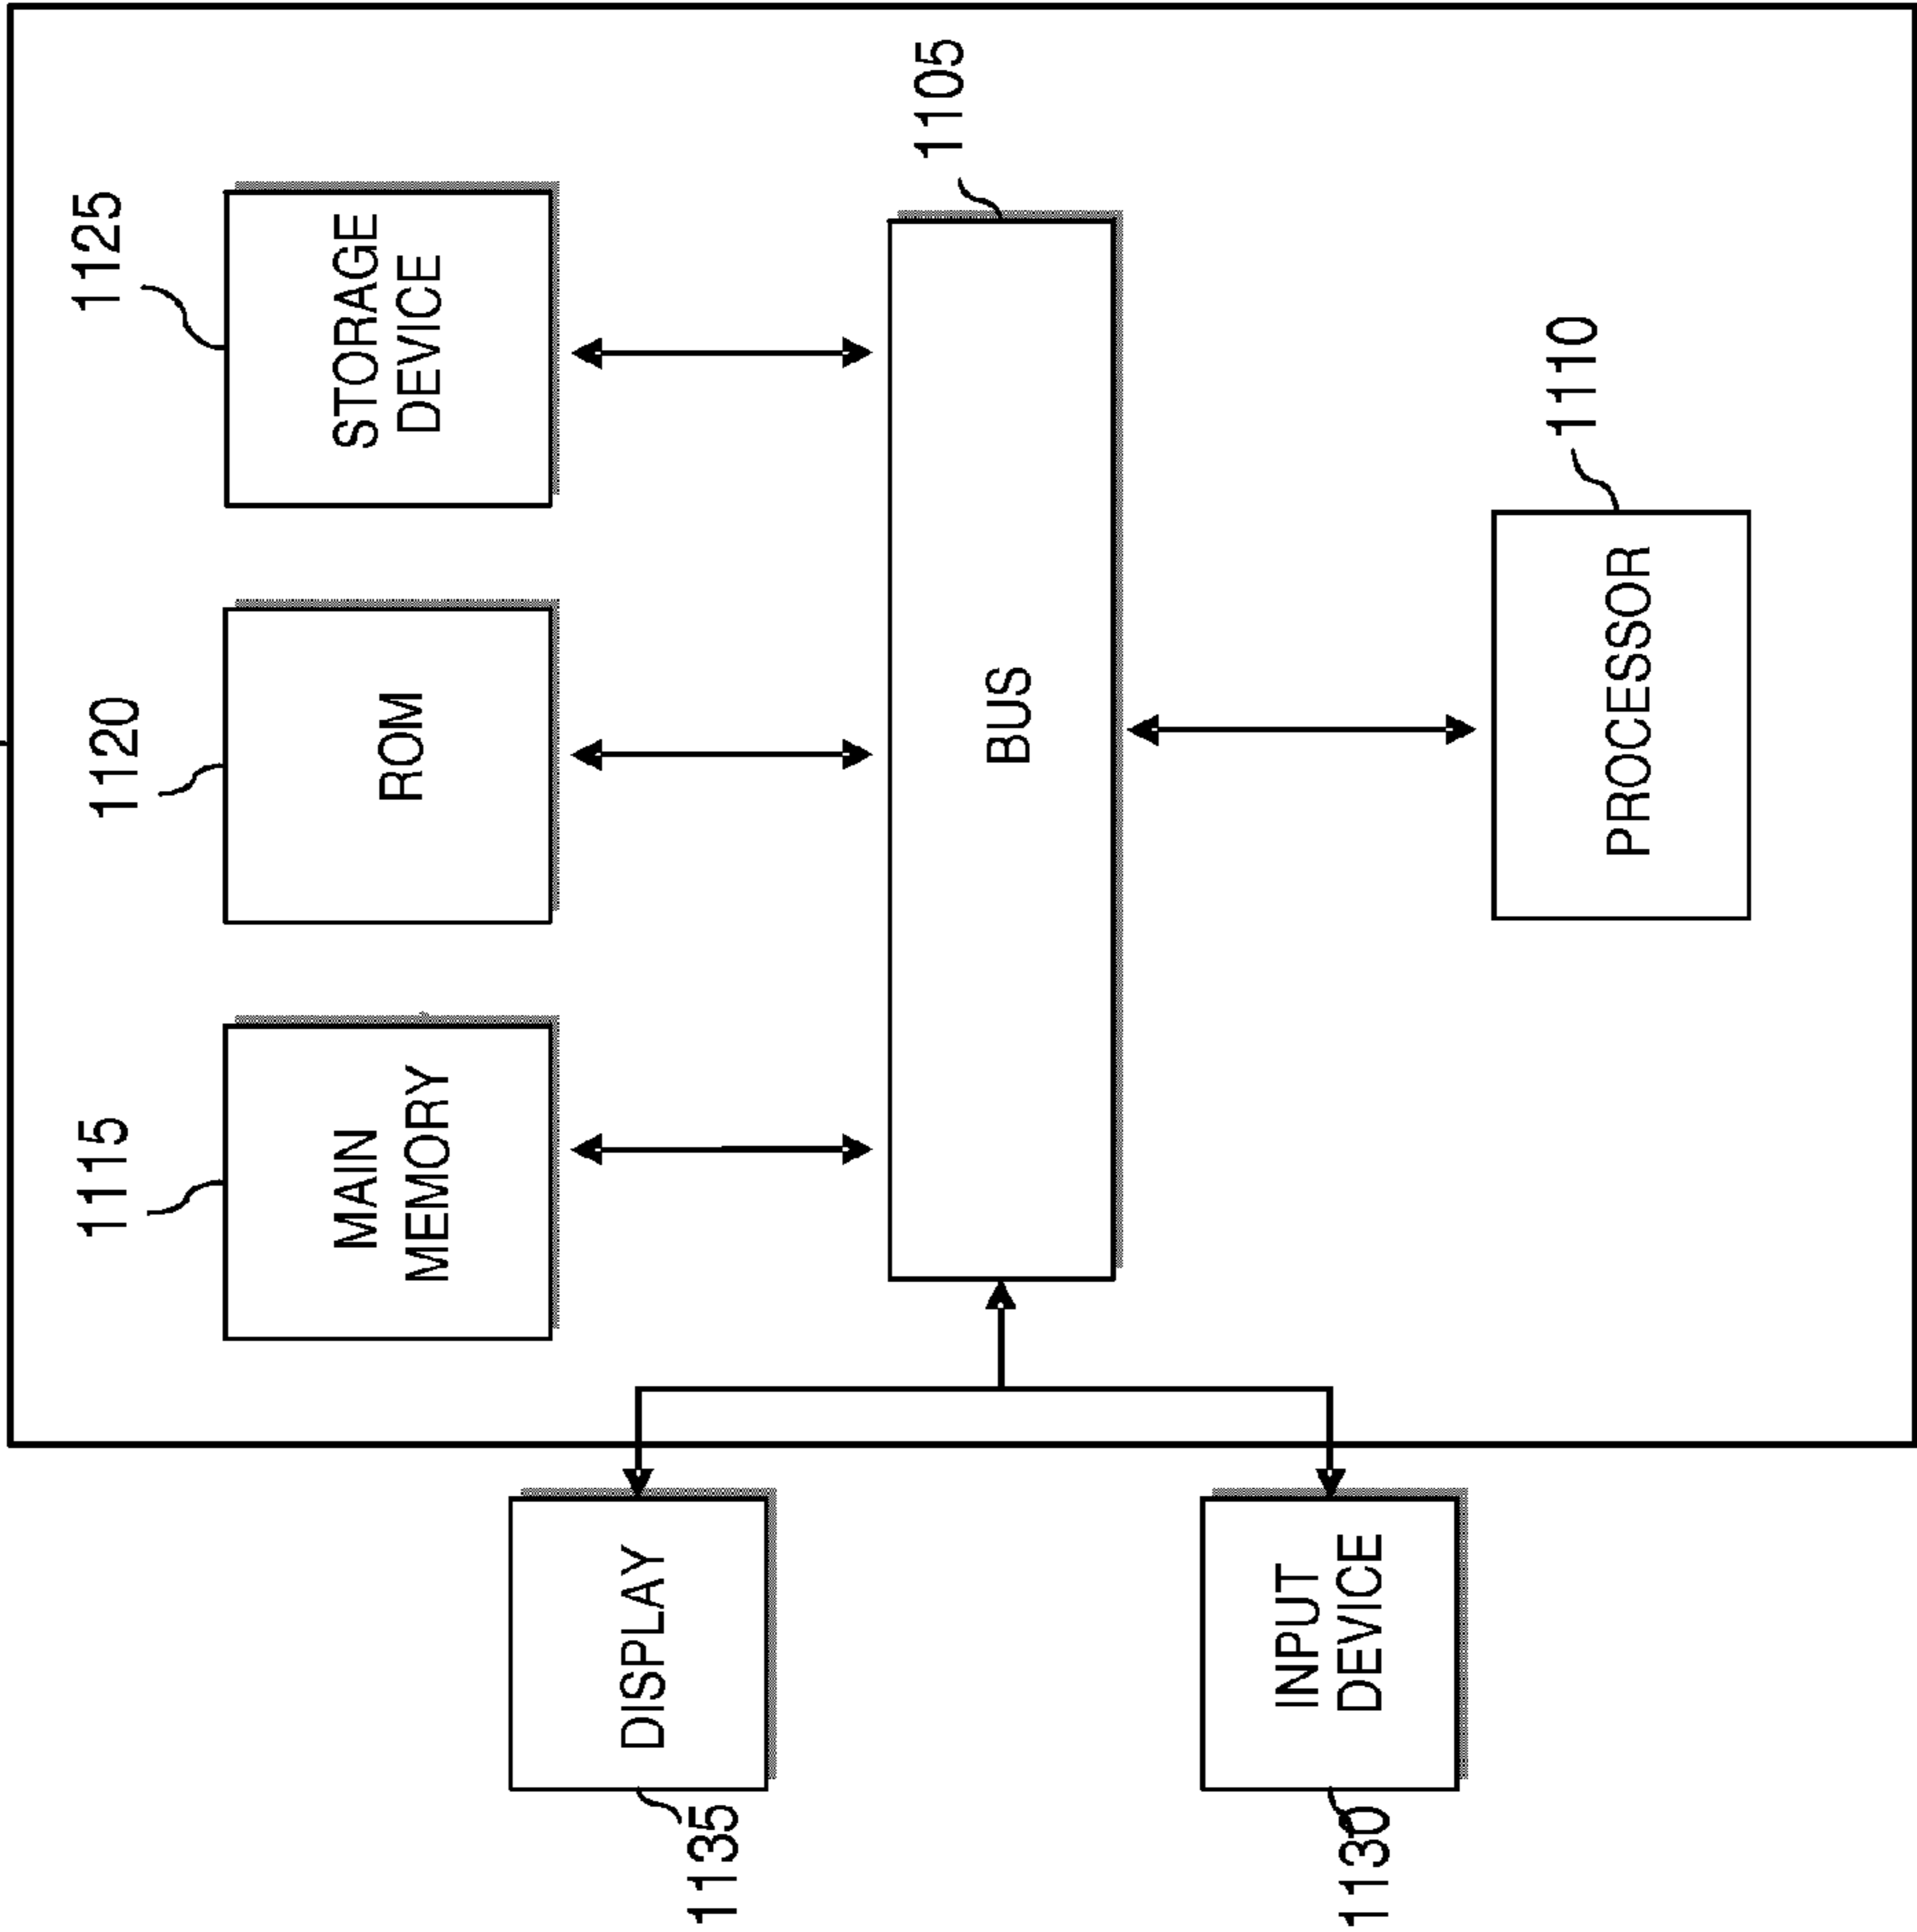 1115
MAIN
MEMORY
1120
ROM
1125
STORAGE
DEVICE
1135
DISPLAY
BUS
1105
1130
INPUT
DEVICE
PROCESSOR
1110